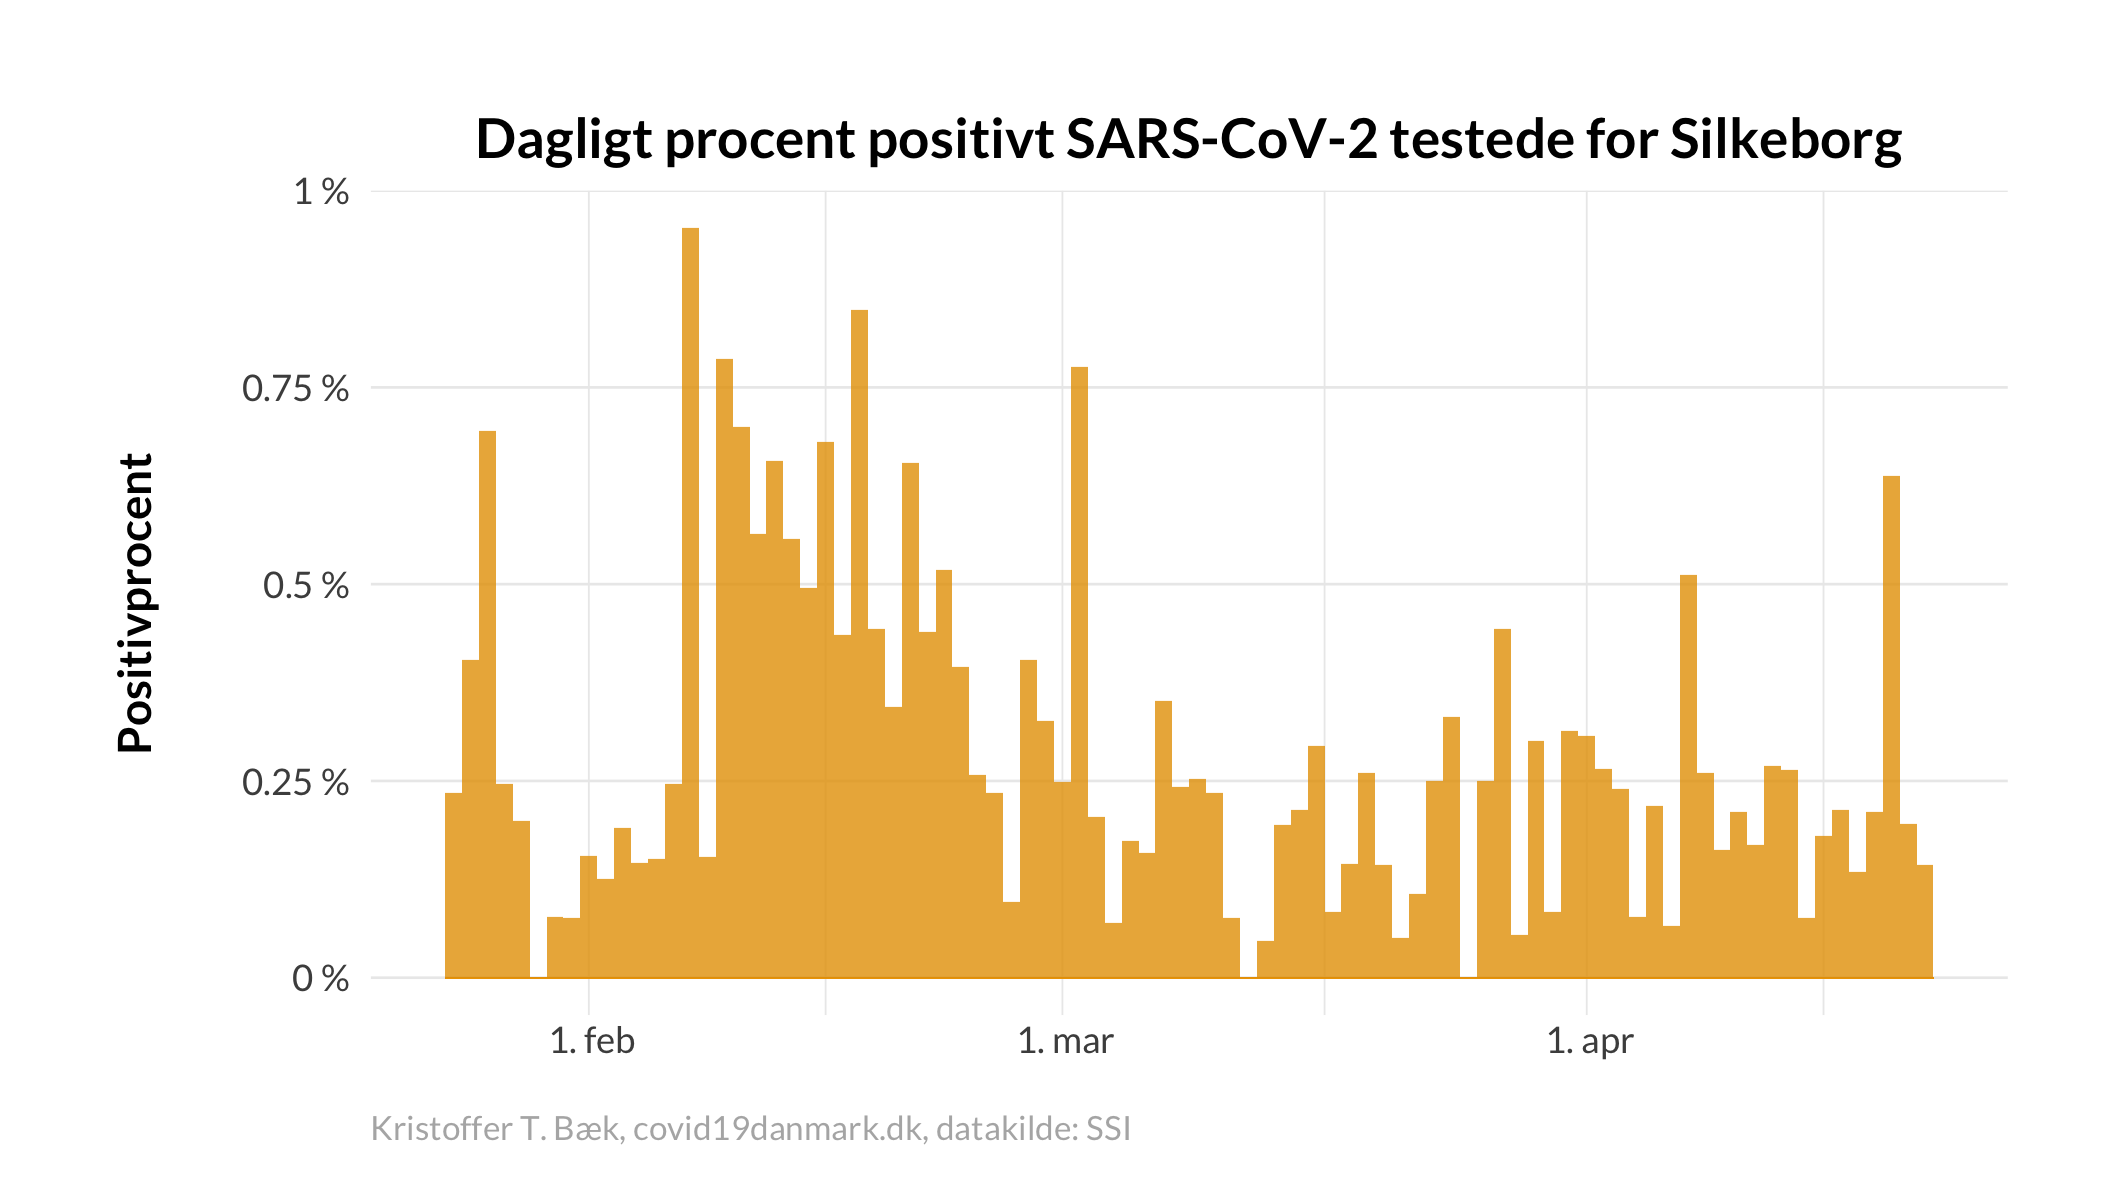 Dagligt procent positivt SARS-CoV-2 testede for Silkeborg
1 %
0.75 %
0.5 %
0.25 %
0 %
Positivprocent
1. feb
1. mar
1. apr
Kristoffer T. Bæk, covid19danmark.dk, datakilde: SSI